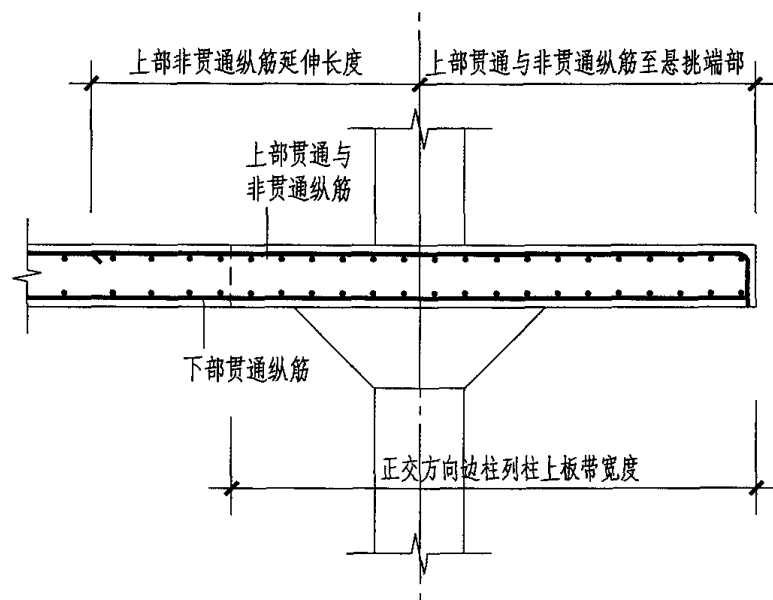 上部非贯通纵筋延伸长度
上部贯通与非贯通纵筋至悬挑端部
上部贯通与
非贯通纵筋
下部贯通纵筋
正交方向边柱列柱上板带宽度